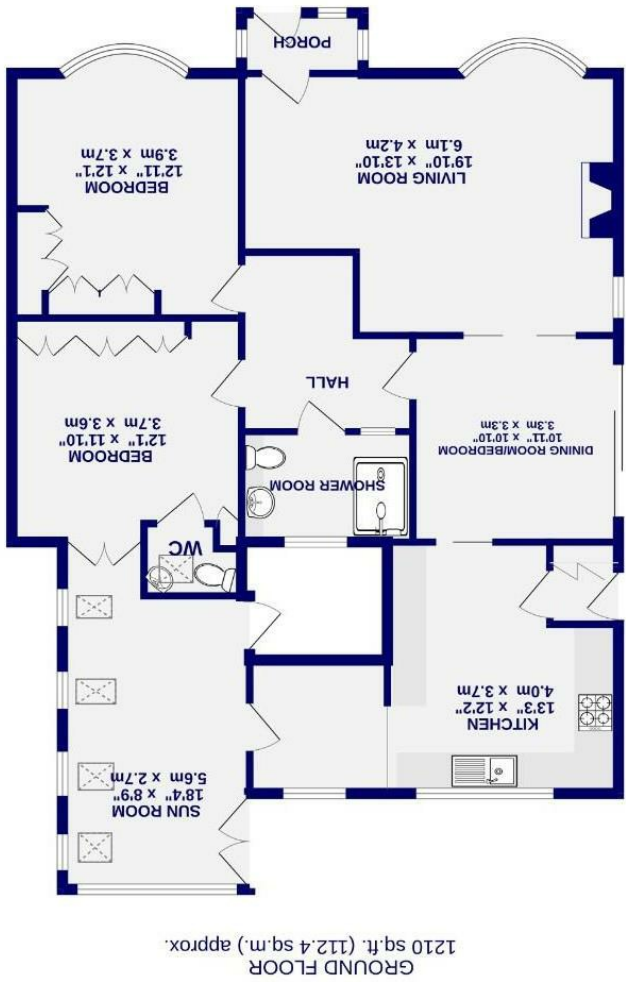 GROUND FLOOR
1210 sq.ft. (112.4 sq.m.) approx.
SUN ROOM
18'4" x 8'9"
5.6m x 2.7m
KITCHEN
13'3" x 12'2"
4.0m x 3.7m
WC
SHOWER ROOM
DINING ROOM/BEDROOM
10'11" x 10'10"
3.3m x 3.3m
BEDROOM
12'1" x 11'10"
3.7m x 3.6m
HALL
LIVING ROOM
19'10" x 13'10"
6.1m x 4.2m
BEDROOM
12'11" x 12'1"
3.9m x 3.7m
PORCH